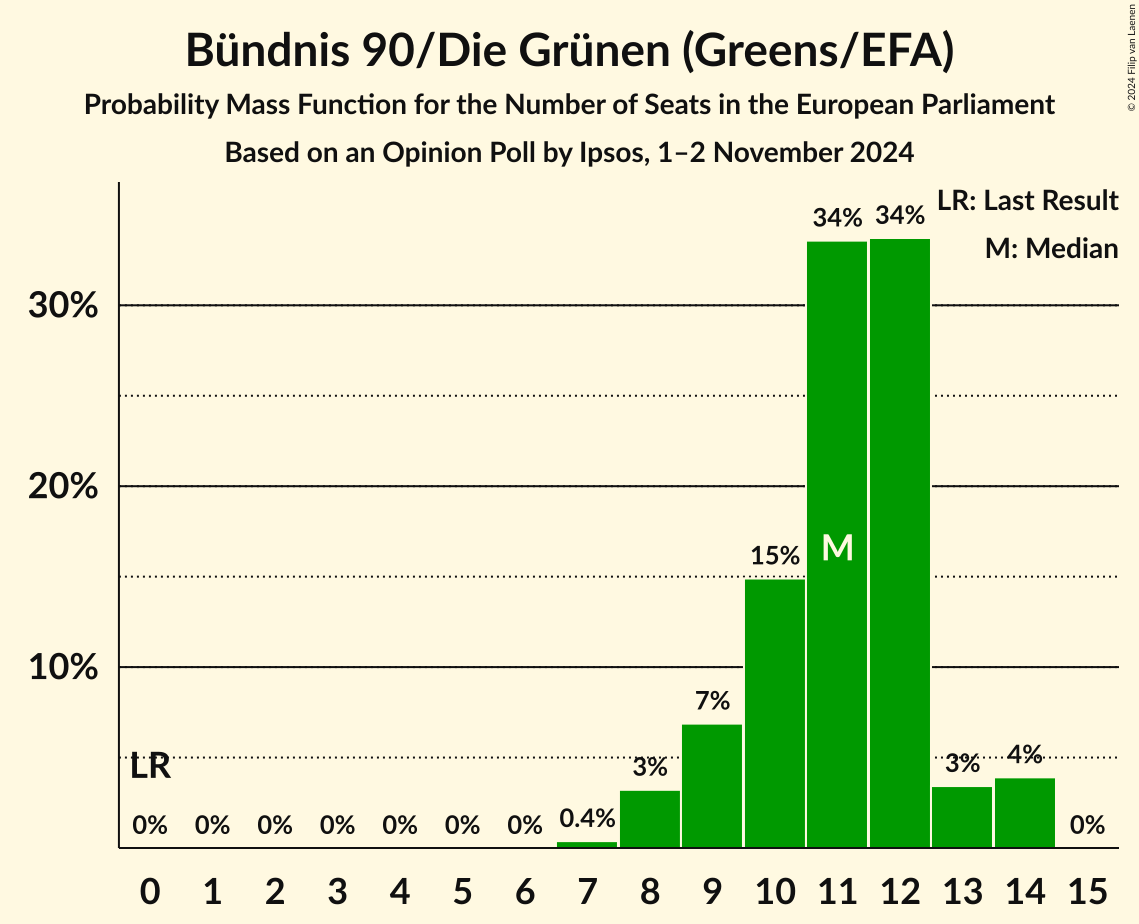 Bündnis 90/Die Grünen (Greens/EFA)
Probability Mass Function for the Number of Seats in the European Parliament
Based on an Opinion Poll by Ipsos, 1–2 November 2024
© 2024 Filip van Laenen
LR: Last Result
M: Median
34% 34%
30%
20%
15%
M
10%
7%
LR
3%
3%
4%
0% 0% 0% 0% 0% 0% 0% 0.4%
0%
0 1 2 3 4 5 6 7 8 9 10 11 12 13 14 15